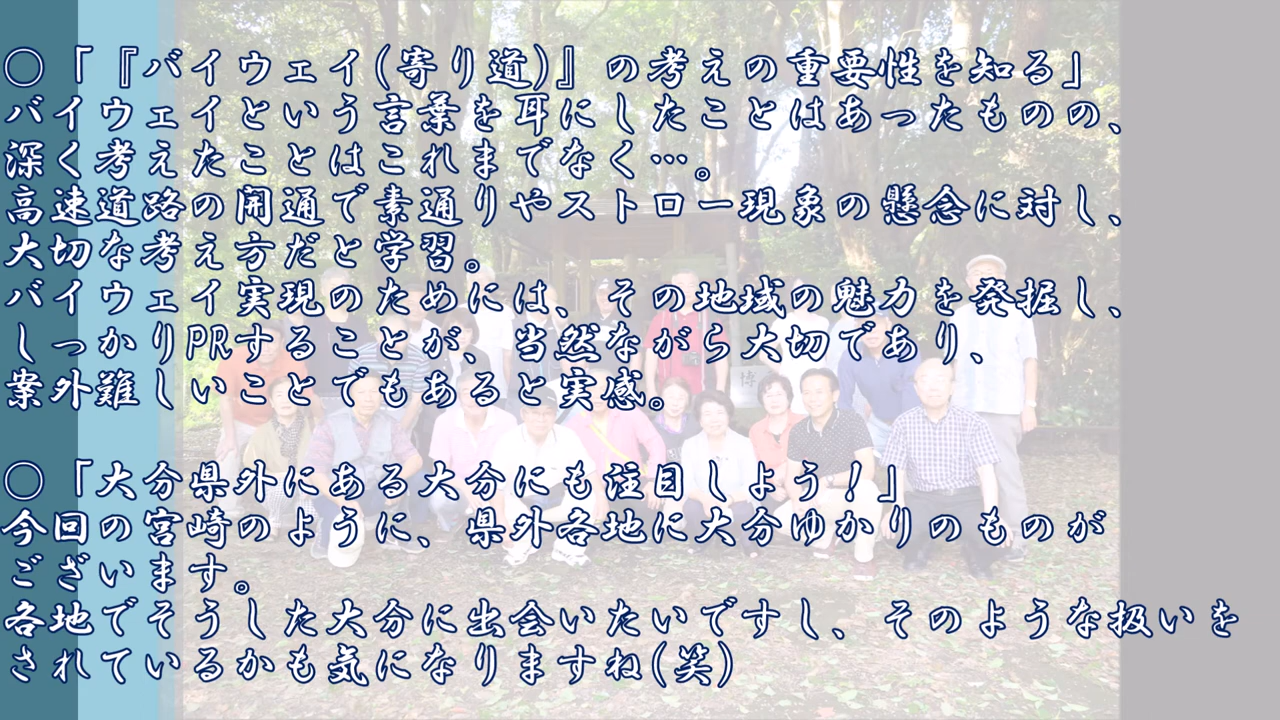 ○「『バイウェイ(寄り道)』の考えの重要性を知る」
バイウェイという言葉を耳にしたことはあったものの、
深く考えたことはこれまでなく…。
高速道路の開通で素通りやストロー現象の懸念に対し、
大切な考え方だと学習。
バイウェイ実現のためには、その地域の魅力を発掘し、
しっかりPRすることが、当然ながら大切であり、
案外難しいことでもあると実感。
○「大分県外にある大分にも注目しよう!」
今回の宮崎のように、県外各地に大分ゆかりのものが
ございます。
各地でそうした大分に出会いたいですし、そのような扱いを
されているかも気になりますね(笑)